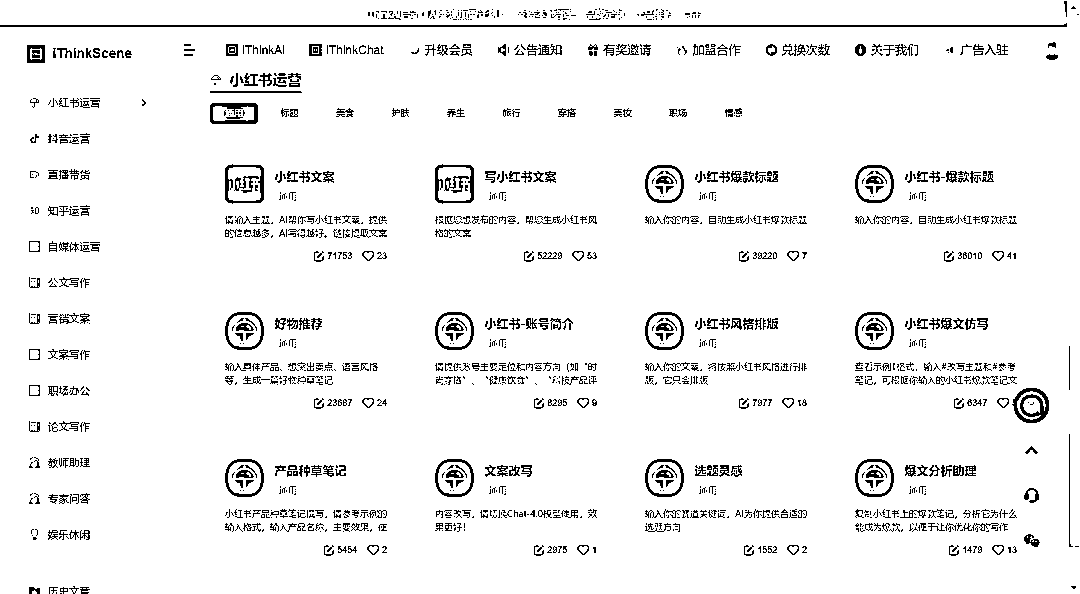 iThinkScene
iThinkAI
iThinkChat
升级会员
公告通知
有奖邀请
加盟合作
兑换次数
关于我们
广告入驻
小红书运营
抖音运营
直播带货
知乎运营
自媒体运营
公文写作
营销文案
文案写作
职场办公
论文写作
教师助理
专家问答
娱乐休闲
历史文章
小红书运营
标题
美食
护肤
养生
旅行
穿搭
美妆
职场
情感
小红书文案
请输入主题，AI帮你写小红书文案，提供
的信息越多，AI写得越好。链接提取文案
71753
23
写小红书文案
根据您想发布的内容，帮您生成小红书风
格的文案
52229
53
小红书爆款标题
输入你的内容，自动生成小红书爆款标题
39220
7
小红书-爆款标题
输入你的内容，自动生成小红书爆款标题
36010
41
好物推荐
输入具体产品、想突出卖点、语言风格
等，生成一篇好物种草笔记
23687
24
小红书-账号简介
请提供账号主要定位和内容方向（如“时
尚穿搭”、“健康饮食”、“科技产品评
8295
9
小红书风格排版
输入你的文案，将按照小红书风格进行排
版，它只会排版
7977
18
小红书爆文仿写
查看示例格式，输入#改写主题和#参考
笔记，可根据你输入的小红书爆款笔记文
6347
产品种草笔记
小红书产品种草笔记撰写，请参考示例的
输入格式，输入产品名称，主要效果，使
5454
2
文案改写
内容改写，请切换Chat-4.0模型使用，效
果更好！
2975
1
选题灵感
输入你的赛道关键词，AI为你提供合适的
选题方向
1552
2
爆文分析助理
复制小红书上的爆款笔记，分析它为什么
能成为爆款，以便于让你优化你的写作
1479
13